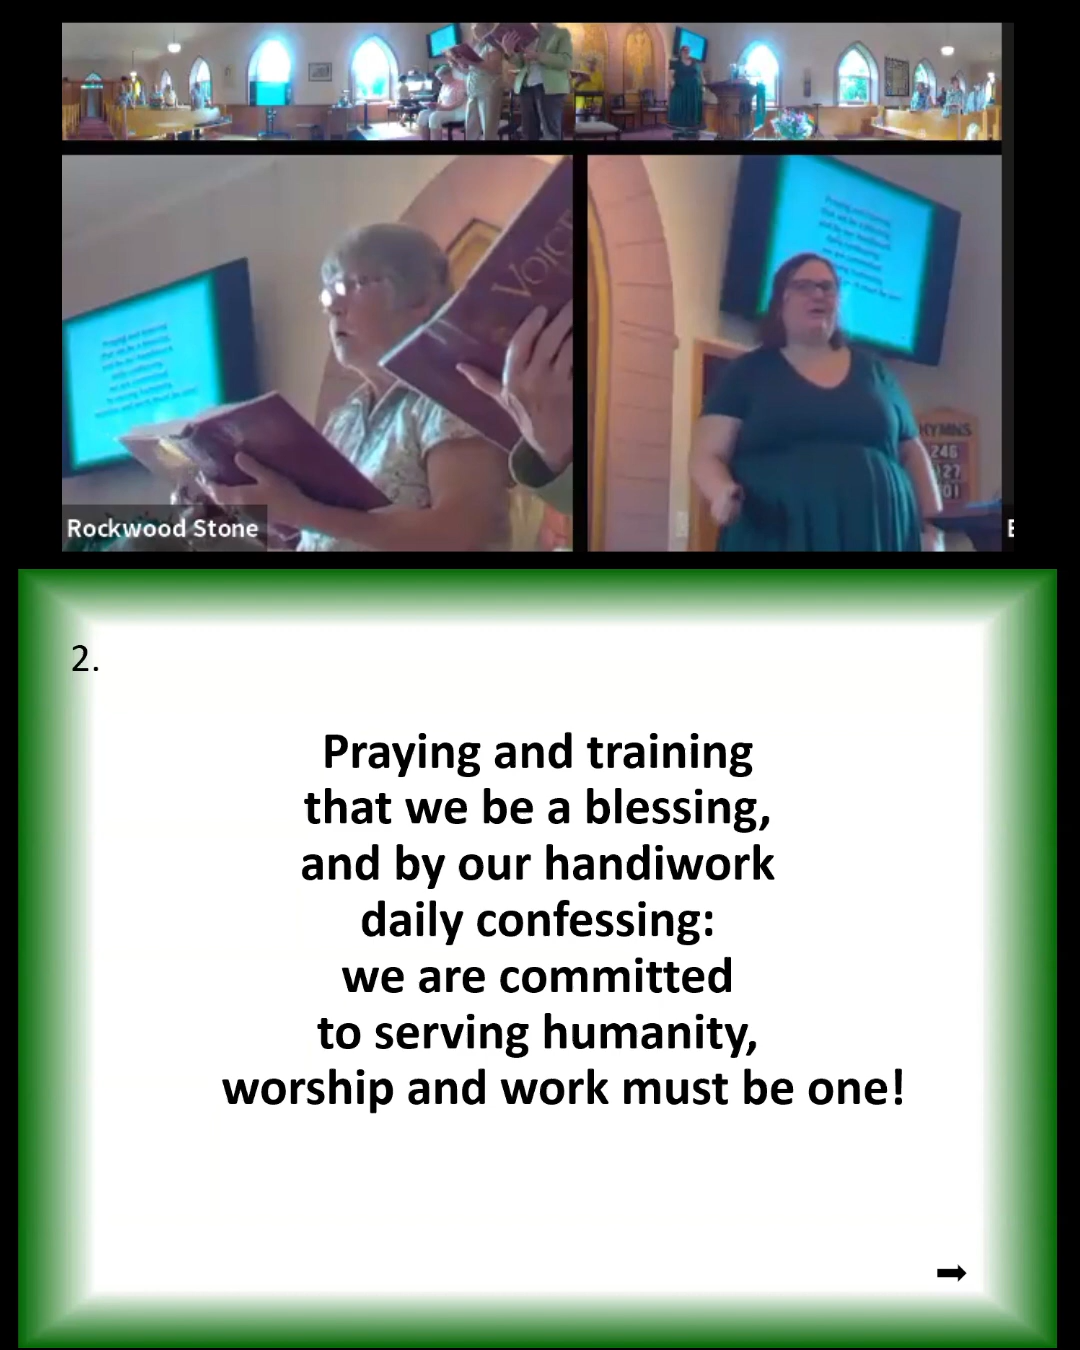 VOIC
HYMNS
246
Rockwood Stone
2.
Praying and training
that we be a blessing,
and by our handiwork
daily confessing:
we are committed
to serving humanity,
worship and work must be one!